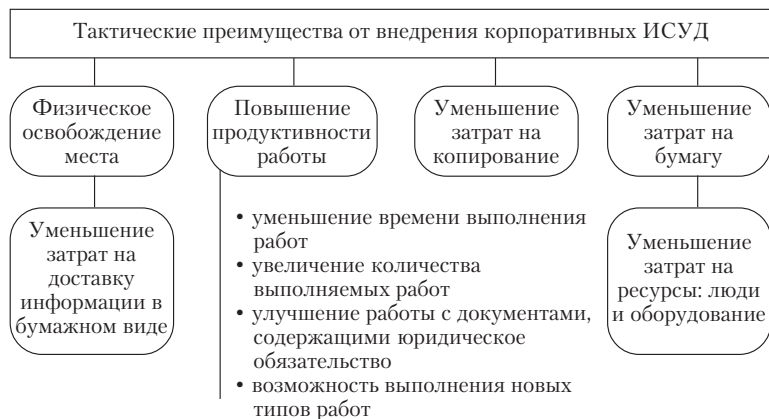 Тактические преимущества от внедрения корпоративных ИСУД
Физическое
освобождение
места
Повышение
продуктивности
работы
Уменьшение
затрат на
копирование
Уменьшение
затрат на
бумагу
Уменьшение
затрат на
доставку
информации в
бумажном виде
• уменьшение времени выполнения
работ
• увеличение количества
выполняемых работ
• улучшение работы с документами,
содержащими юридическое
обязательство
• возможность выполнения новых
типов работ
Уменьшение
затрат на
ресурсы: люди
и оборудование